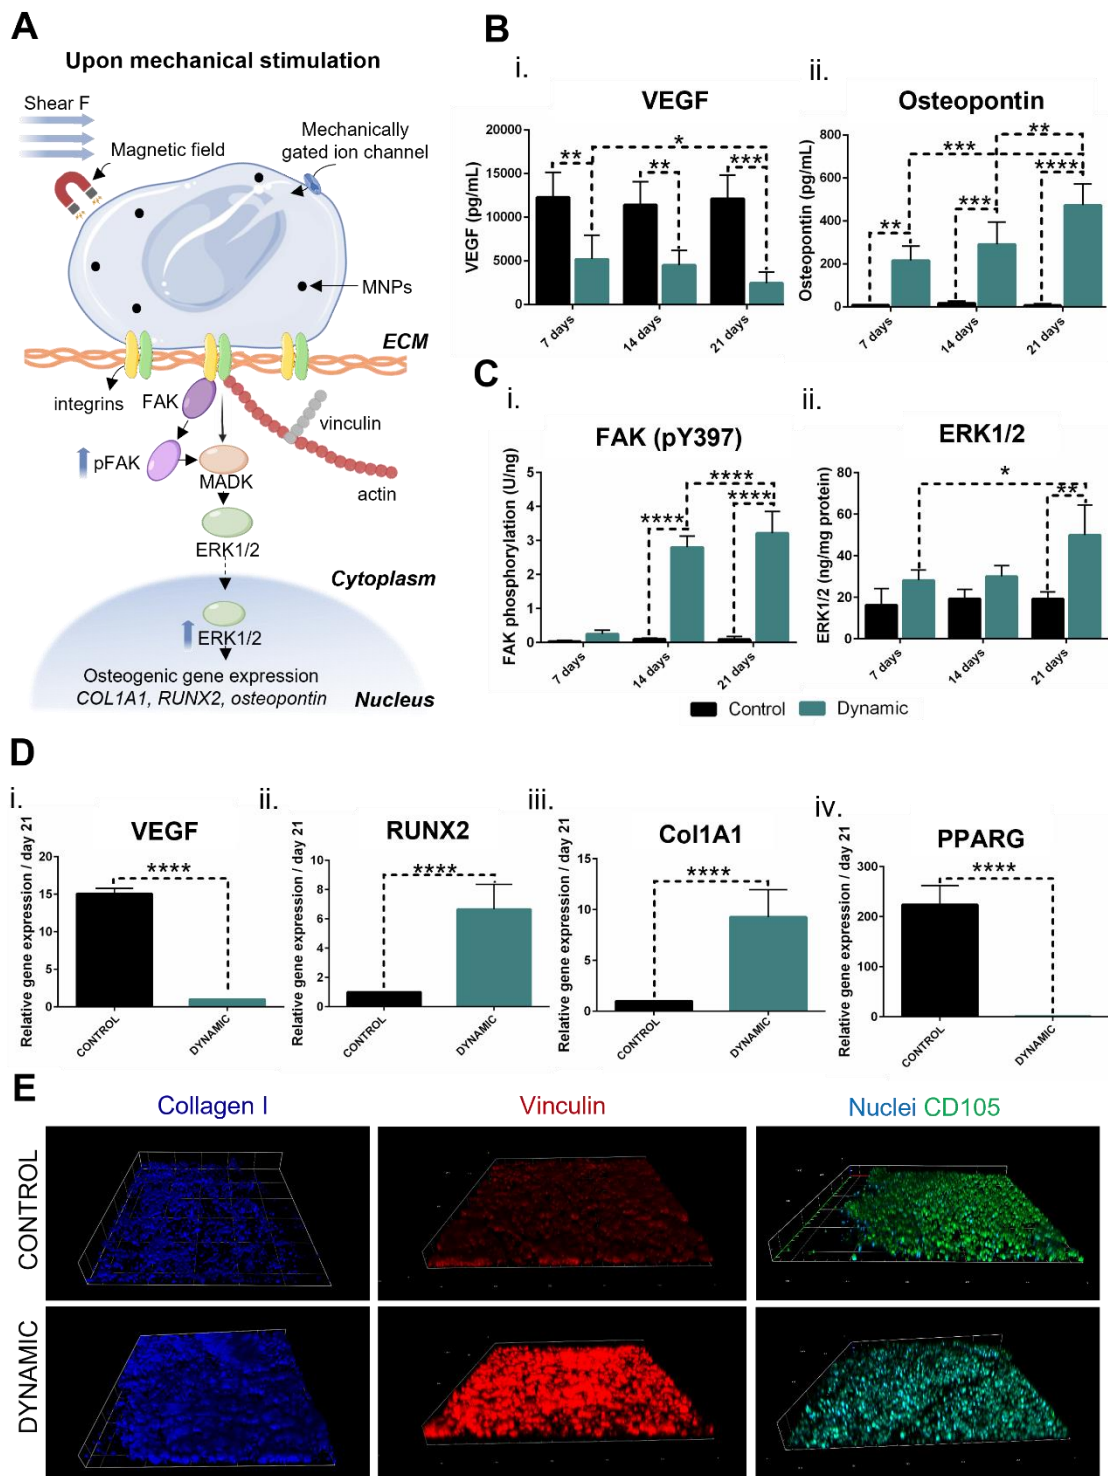 A
Upon mechanical stimulation
Shear F
Magnetic field
Mechanically
gated ion channel
MNPs
ECM
integrins
FAK
vinculin
pFAK
MADK
actin
ERK1/2
Cytoplasm
ERK1/2
Osteogenic gene expression
COL1A1, RUNX2, osteopontin
Nucleus
B
i.
VEGF
VEGF (pg/mL)
20000
15000
10000
5000
0
**
**
***
*
7 days
14 days
21 days
ii.
Osteopontin
Osteopontin (pg/mL)
800
600
400
200
0
**
***
****
***
**
7 days
14 days
21 days
C
i.
FAK (pY397)
FAK phosphorylation (U/ng)
5
4
3
2
1
0
****
****
****
7 days
14 days
21 days
ii.
ERK1/2
ERK1/2 (ng/mg protein)
80
60
40
20
0
*
**
7 days
14 days
21 days
Control
Dynamic
D
i.
VEGF
Relative gene expression / day 21
20
15
10
5
0
****
CONTROL
DYNAMIC
ii.
RUNX2
Relative gene expression / day 21
10
8
6
4
2
0
****
CONTROL
DYNAMIC
iii.
Col1A1
Relative gene expression / day 21
15
10
5
0
****
CONTROL
DYNAMIC
iv.
PPARG
Relative gene expression / day 21
300
200
100
0
****
CONTROL
DYNAMIC
E
Collagen I
Vinculin
Nuclei CD105
CONTROL
DYNAMIC